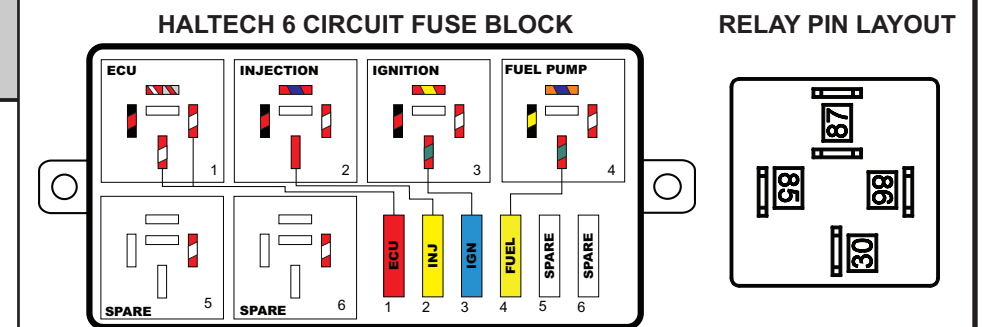 HALTECH 6 CIRCUIT FUSE BLOCK
RELAY PIN LAYOUT
ECU
1
INJECTION
2
IGNITION
3
FUEL PUMP
4
SPARE
5
SPARE
6
ECU
INJ
IGN
FUEL
SPARE
SPARE
1 2 3 4 5 6
87
85
86
30